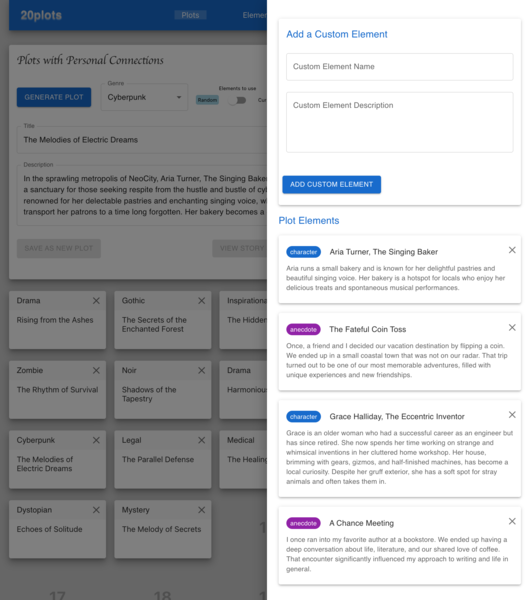 20plots
Plots
Elemen
Plots with Personal Connections
GENERATE PLOT
Genre
Cyberpunk
Elements to use
Random
Cu
Title
The Melodies of Electric Dreams
Description
In the sprawling metropolis of NeoCity, Aria Turner, The Singing Baker
a sanctuary for those seeking respite from the hustle and bustle of cy
renowned for her delectable pastries and enchanting singing voice, w
transport her patrons to a time long forgotten. Her bakery becomes a
SAVE AS NEW PLOT
VIEW STORY
Drama
Rising from the Ashes
Gothic
The Secrets of the
Enchanted Forest
Inspirationa
The Hidden
Zombie
The Rhythm of Survival
Noir
Shadows of the
Tapestry
Drama
Harmonious
Cyberpunk
The Melodies of
Electric Dreams
Legal
The Parallel Defense
Medical
The Healing
Dystopian
Echoes of Solitude
Mystery
The Melody of Secrets
1
17
18
19
Add a Custom Element
Custom Element Name
Custom Element Description
ADD CUSTOM ELEMENT
Plot Elements
character
Aria Turner, The Singing Baker
Aria runs a small bakery and is known for her delightful pastries and
beautiful singing voice. Her bakery is a hotspot for locals who enjoy her
delicious treats and spontaneous musical performances.
anecdote
The Fateful Coin Toss
Once, a friend and I decided our vacation destination by flipping a coin.
We ended up in a small coastal town that was not on our radar. That trip
turned out to be one of our most memorable adventures, filled with
unique experiences and new friendships.
character
Grace Halliday, The Eccentric Inventor
Grace is an older woman who had a successful career as an engineer but
has since retired. She now spends her time working on strange and
whimsical inventions in her cluttered home workshop. Her house,
brimming with gears, gizmos, and half-finished machines, has become a
local curiosity. Despite her gruff exterior, she has a soft spot for stray
animals and often takes them in.
anecdote
A Chance Meeting
I once ran into my favorite author at a bookstore. We ended up having a
deep conversation about life, literature, and our shared love of coffee.
That encounter significantly influenced my approach to writing and life in
general.